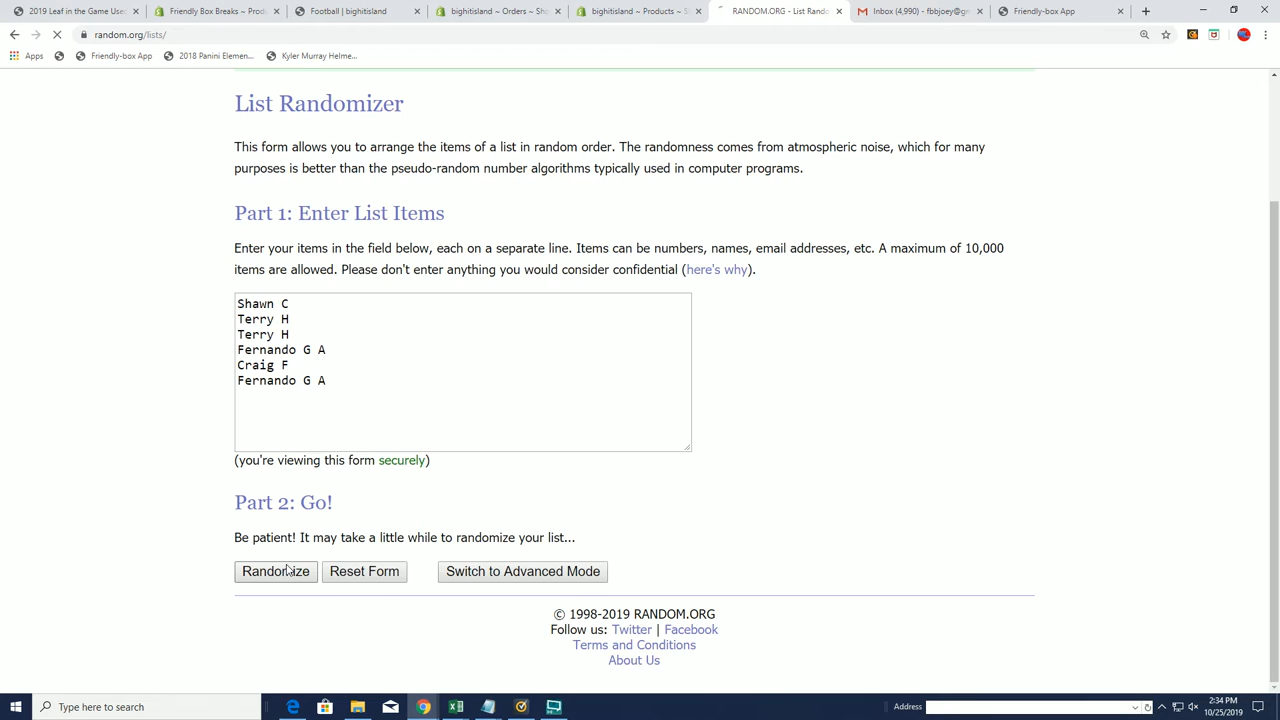 2019 Leaf in the Game Use
Friendly Box Breaks ~ Produ
Football | bighitisland
bighitisland ~ Orders ~ Sho
bighitisland ~ Products ~ S
RANDOM.ORG - List Rando
Inbox (4,990) - fbbjoey@gm
Friendly-box App
random.org/lists/
Apps
Friendly-box App
2018 Panini Elemen...
Kyler Murray Helme...
List Randomizer
This form allows you to arrange the items of a list in random order. The randomness comes from atmospheric noise, which for many
purposes is better than the pseudo-random number algorithms typically used in computer programs.
Part 1: Enter List Items
Enter your items in the field below, each on a separate line. Items can be numbers, names, email addresses, etc. A maximum of 10,000
items are allowed. Please don't enter anything you would consider confidential (here's why).
Shawn C
Terry H
Terry H
Fernando G A
Craig F
Fernando G A
(you're viewing this form securely)
Part 2: Go!
Be patient! It may take a little while to randomize your list...
Randomize
Reset Form
Switch to Advanced Mode
© 1998-2019 RANDOM.ORG
Follow us: Twitter | Facebook
Terms and Conditions
About Us
Type here to search
Address
2:34 PM
10/25/2019